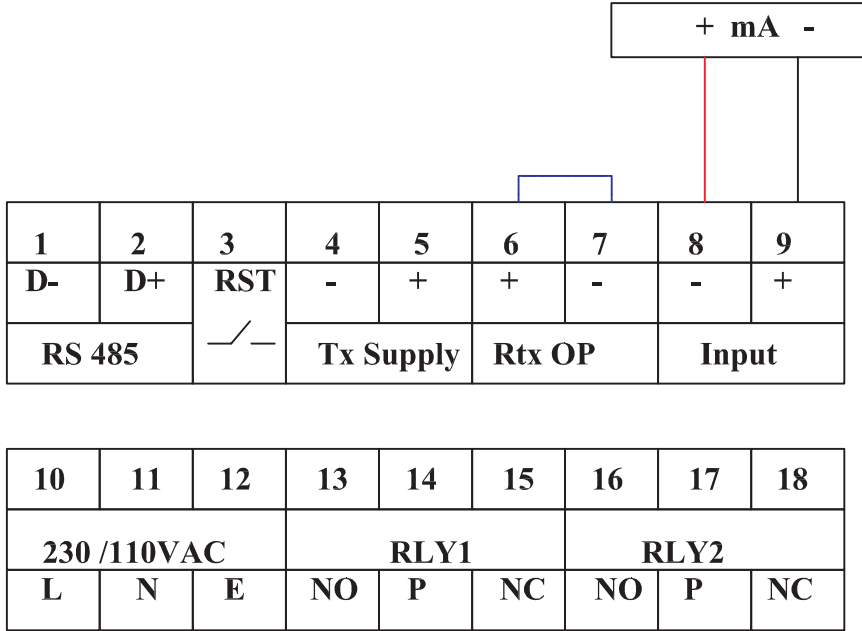 + mA -
1 2 3 4 5 6 7 8 9
D- D+ RST - + + - - +
RS 485 Tx Supply Rtx OP Input
10 11 12 13 14 15 16 17 18
230 /110VAC RLY1 RLY2
L N E NO P NC NO P NC